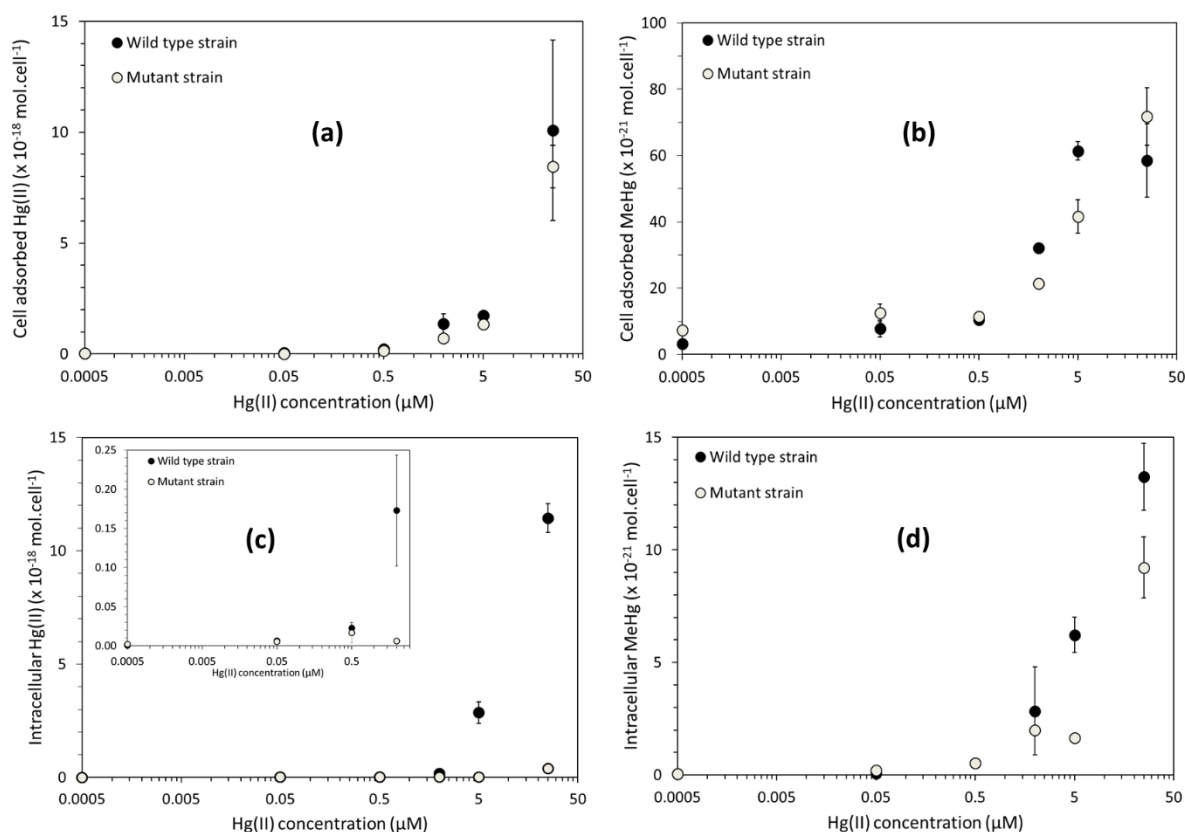 Cell adsorbed Hg(II) (x 10⁻¹⁸ mol.cell⁻¹)
15
10
5
0
Wild type strain
Mutant strain
(a)
0.0005 0.005 0.05 0.5 5 50
Hg(II) concentration (µM)
Cell adsorbed MeHg (x 10⁻²¹ mol.cell⁻¹)
100
80
60
40
20
0
Wild type strain
Mutant strain
(b)
0.0005 0.005 0.05 0.5 5 50
Hg(II) concentration (µM)
Intracellular Hg(II) (x 10⁻¹⁸ mol.cell⁻¹)
15
10
5
0
0.25
0.20
0.15
0.10
0.05
0.00
Wild type strain
Mutant strain
(c)
0.0005 0.005 0.05 0.5
Hg(II) concentration (µM)
0.0005 0.005 0.05 0.5 5 50
Hg(II) concentration (µM)
Intracellular MeHg (x 10⁻²¹ mol.cell⁻¹)
15
10
5
0
Wild type strain
Mutant strain
(d)
0.0005 0.005 0.05 0.5 5 50
Hg(II) concentration (µM)